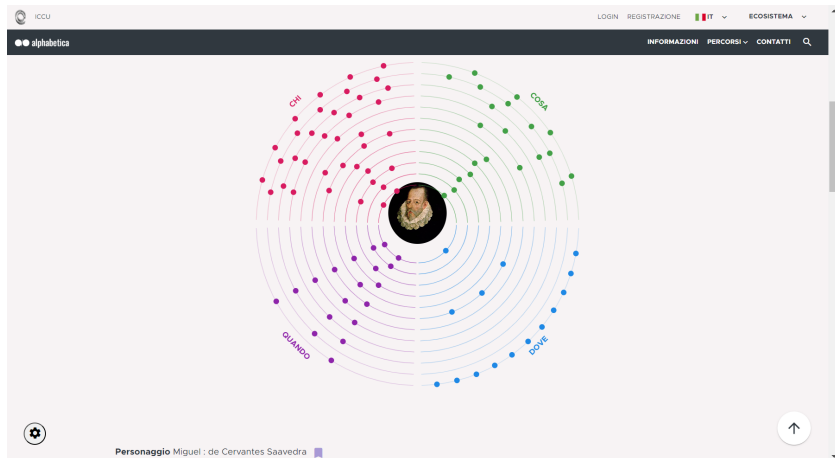 ICCU
LOGIN REGISTRAZIONE IT ECOSISTEMA
alphabetica
INFORMAZIONI PERCORSI CONTATTI
CHI
COSA
QUANDO
DOVE
Personaggio Miguel : de Cervantes Saavedra